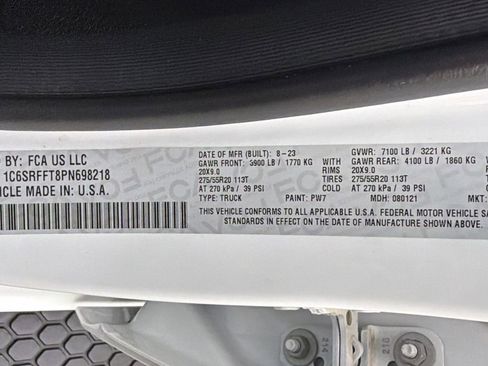 BY: FCA US LLC
1C6SRFFT8PN698218
VEHICLE MADE IN: U.S.A.
DATE OF MFR (BUILT): 8-23 GVWR: 7100 LB / 3221 KG
GAWR FRONT: 3900 LB / 1770 KG GAWR REAR: 4100 LB / 1860 KG
RIMS 20X9.0 20X9.0
TIRES 275/55R20 113T 275/55R20 113T
AT 270 kPa / 39 PSI AT 270 kPa / 39 PSI
TYPE: TRUCK PAINT: PW7 MDH: 080121 MKT:
THIS VEHICLE CONFORMS TO ALL APPLICABLE U.S.A. FEDERAL MOTOR VEHICLE
STANDARDS IN EFFECT ON THE DATE OF MANUFACTURE SHOWN ABOVE.
214
218